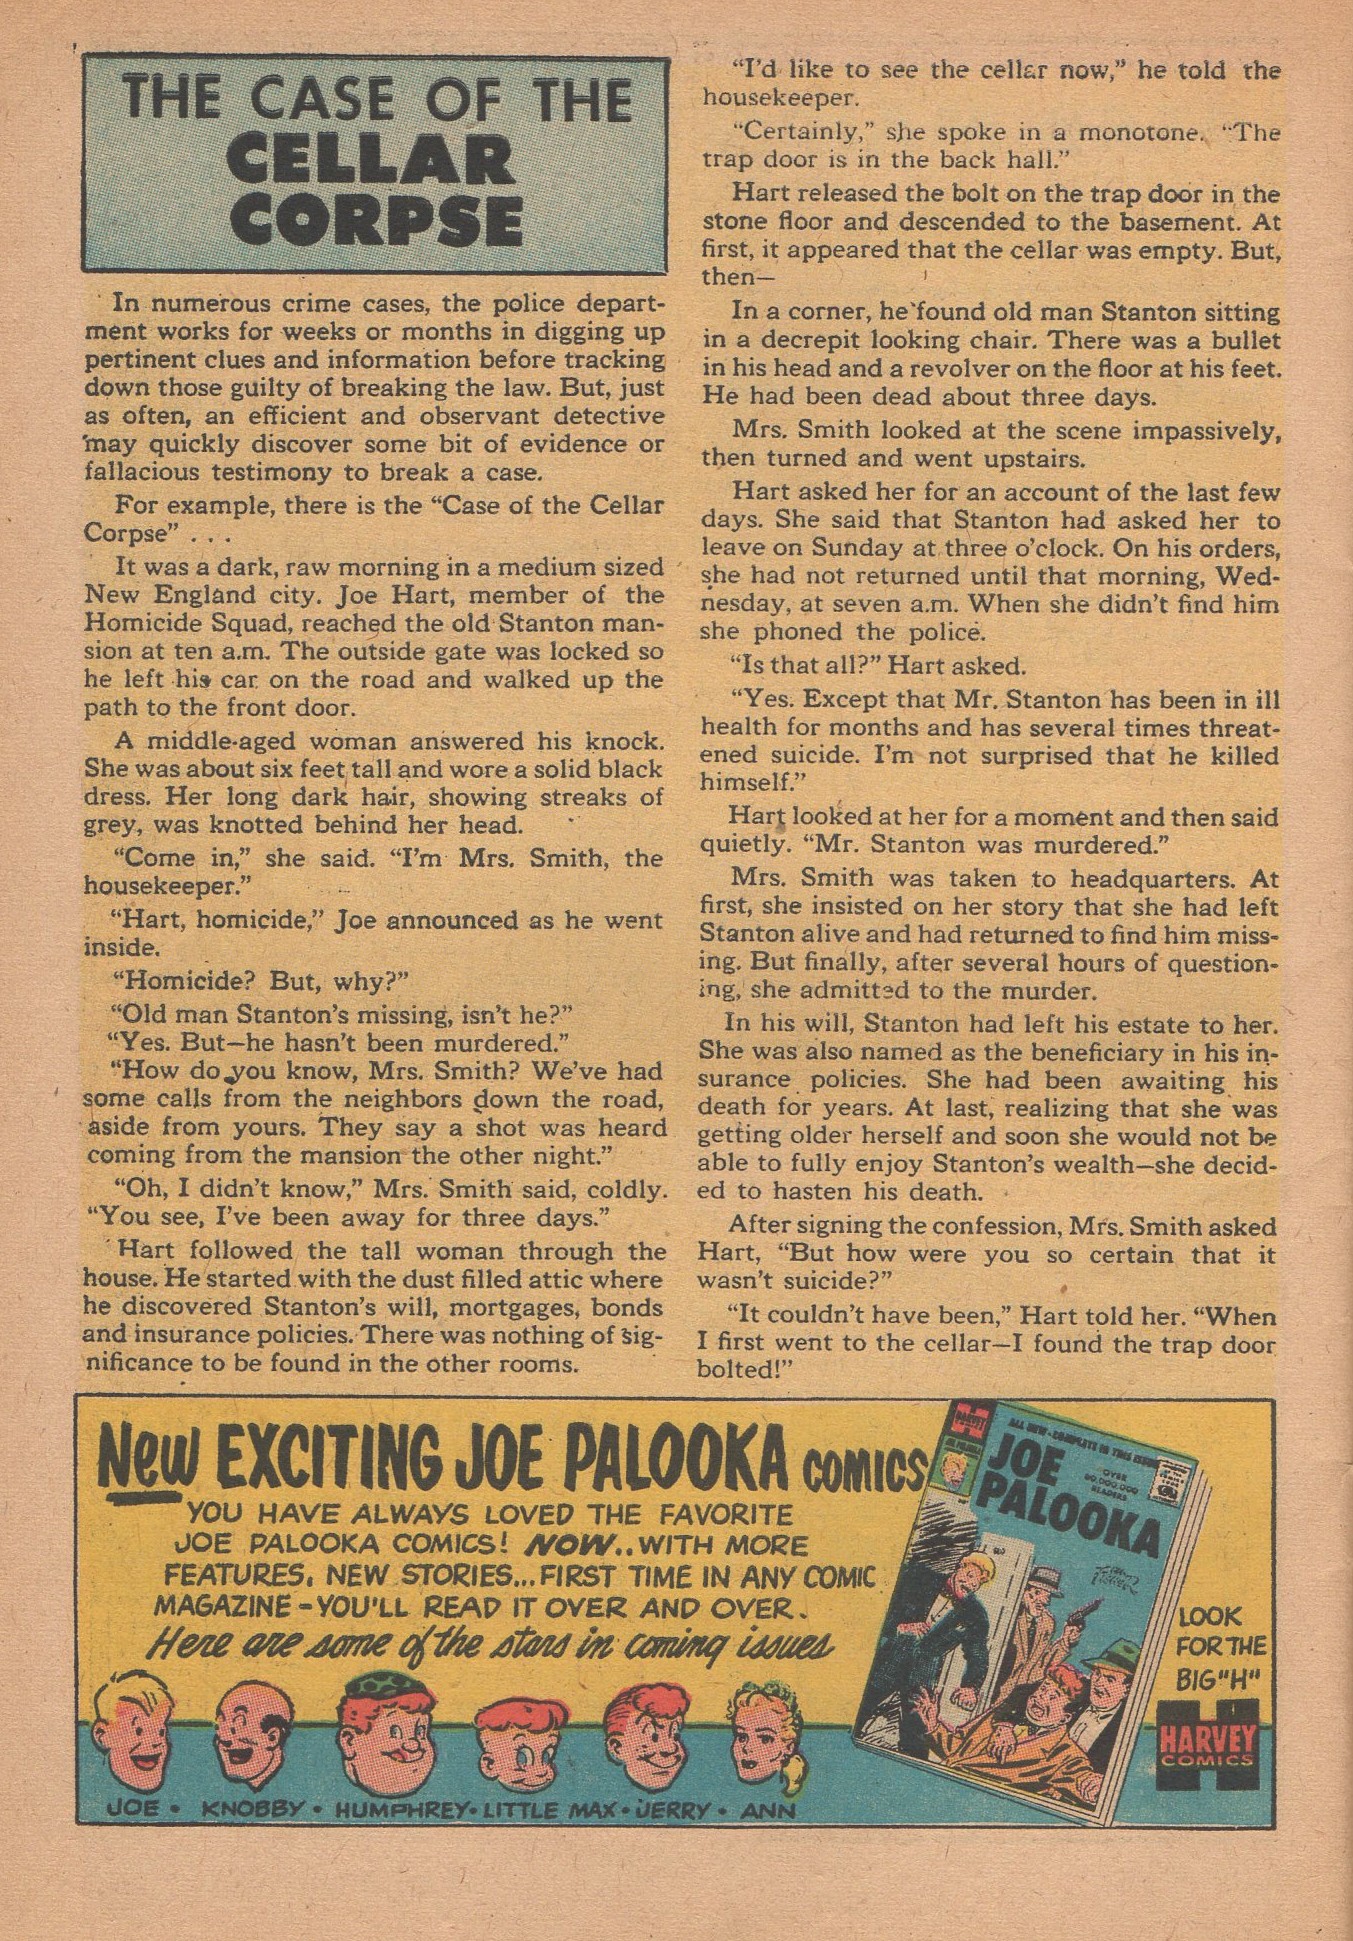 THE CASE OF THE
CELLAR
CORPSE
In numerous crime cases, the police depart-
ment works for weeks or months in digging up
pertinent clues and information before tracking
down those guilty of breaking the law. But, just
as often, an efficient and observant detective
may quickly discover some bit of evidence or
fallacious testimony to break a case.
For example, there is the “Case of the Cellar
Corpse” . . .
It was a dark, raw morning in a medium sized
New England city. Joe Hart, member of the
Homicide Squad, reached the old Stanton man-
sion at ten a.m. The outside gate was locked so
he left his car on the road and walked up the
path to the front door.
A middle-aged woman answered his knock.
She was about six feet tall and wore a solid black
dress. Her long dark hair, showing streaks of
grey, was knotted behind her head.
“Come in,” she said. “I’m Mrs. Smith, the
housekeeper.”
“Hart, homicide,” Joe announced as he went
inside.
“Homicide? But, why?”
“Old man Stanton’s missing, isn’t he?”
“Yes. But—he hasn’t been murdered.”
“How do you know, Mrs. Smith? We’ve had
some calls from the neighbors down the road,
aside from yours. They say a shot was heard
coming from the mansion the other night.”
“Oh, I didn’t know,” Mrs. Smith said, coldly.
“You see, I’ve been away for three days.”
Hart followed the tall woman through the
house. He started with the dust filled attic where
he discovered Stanton’s will, mortgages, bonds
and insurance policies. There was nothing of sig-
nificance to be found in the other rooms.
“I’d like to see the cellar now,” he told the
housekeeper.
“Certainly,” she spoke in a monotone. “The
trap door is in the back hall.”
Hart released the bolt on the trap door in the
stone floor and descended to the basement. At
first, it appeared that the cellar was empty. But,
then—
In a corner, he found old man Stanton sitting
in a decrepit looking chair. There was a bullet
in his head and a revolver on the floor at his feet.
He had been dead about three days.
Mrs. Smith looked at the scene impassively,
then turned and went upstairs.
Hart asked her for an account of the last few
days. She said that Stanton had asked her to
leave on Sunday at three o’clock. On his orders,
she had not returned until that morning, Wed-
nesday, at seven a.m. When she didn’t find him
she phoned the police.
“Is that all?” Hart asked.
“Yes. Except that Mr. Stanton has been in ill
health for months and has several times threat-
ened suicide. I’m not surprised that he killed
himself.”
Hart looked at her for a moment and then said
quietly. “Mr. Stanton was murdered.”
Mrs. Smith was taken to headquarters. At
first, she insisted on her story that she had left
Stanton alive and had returned to find him miss-
ing. But finally, after several hours of question-
ing, she admitted to the murder.
In his will, Stanton had left his estate to her.
She was also named as the beneficiary in his in-
surance policies. She had been awaiting his
death for years. At last, realizing that she was
getting older herself and soon she would not be
able to fully enjoy Stanton’s wealth—she decid-
ed to hasten his death.
After signing the confession, Mrs. Smith asked
Hart, “But how were you so certain that it
wasn’t suicide?”
“It couldn’t have been,” Hart told her. “When
I first went to the cellar—I found the trap door
bolted!”
New EXCITING JOE PALOOKA COMICS
YOU HAVE ALWAYS LOVED THE FAVORITE
JOE PALOOKA COMICS! NOW..WITH MORE
FEATURES, NEW STORIES...FIRST TIME IN ANY COMIC
MAGAZINE - YOU'LL READ IT OVER AND OVER.
Here are some of the stars in coming issues
JOE • KNOBBY • HUMPHREY • LITTLE MAX • JERRY • ANN
HARVEY
ALL NEW - COMPLETE IN THIS ISSUE
JOE
PALOOKA
OVER
80,000,000
READERS
LOOK
FOR THE
BIG "H"
HARVEY
COMICS